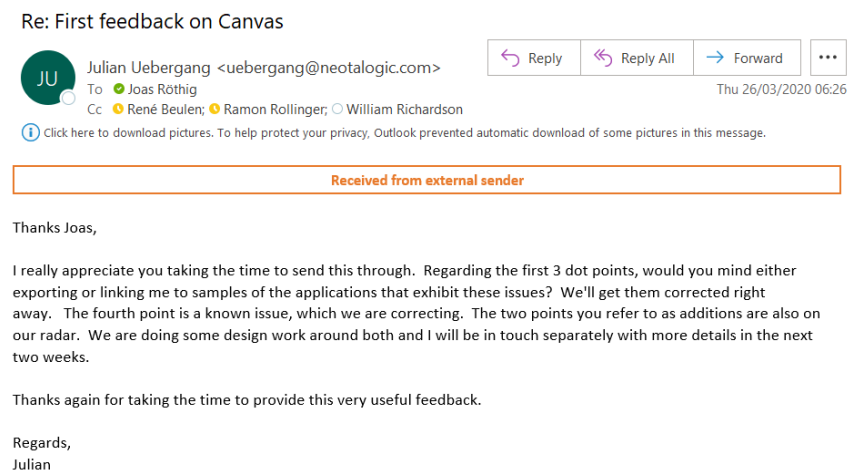 Re: First feedback on Canvas
JU
Julian Uebergang <uebergang@neotalogic.com>
Reply
Reply All
Forward
To Joas Röthig
Thu 26/03/2020 06:26
Cc René Beulen; Ramon Rollinger; William Richardson
Click here to download pictures. To help protect your privacy, Outlook prevented automatic download of some pictures in this message.
Received from external sender
Thanks Joas,
I really appreciate you taking the time to send this through.  Regarding the first 3 dot points, would you mind either
exporting or linking me to samples of the applications that exhibit these issues?  We'll get them corrected right
away.   The fourth point is a known issue, which we are correcting.  The two points you refer to as additions are also on
our radar.  We are doing some design work around both and I will be in touch separately with more details in the next
two weeks.
Thanks again for taking the time to provide this very useful feedback.
Regards,
Julian